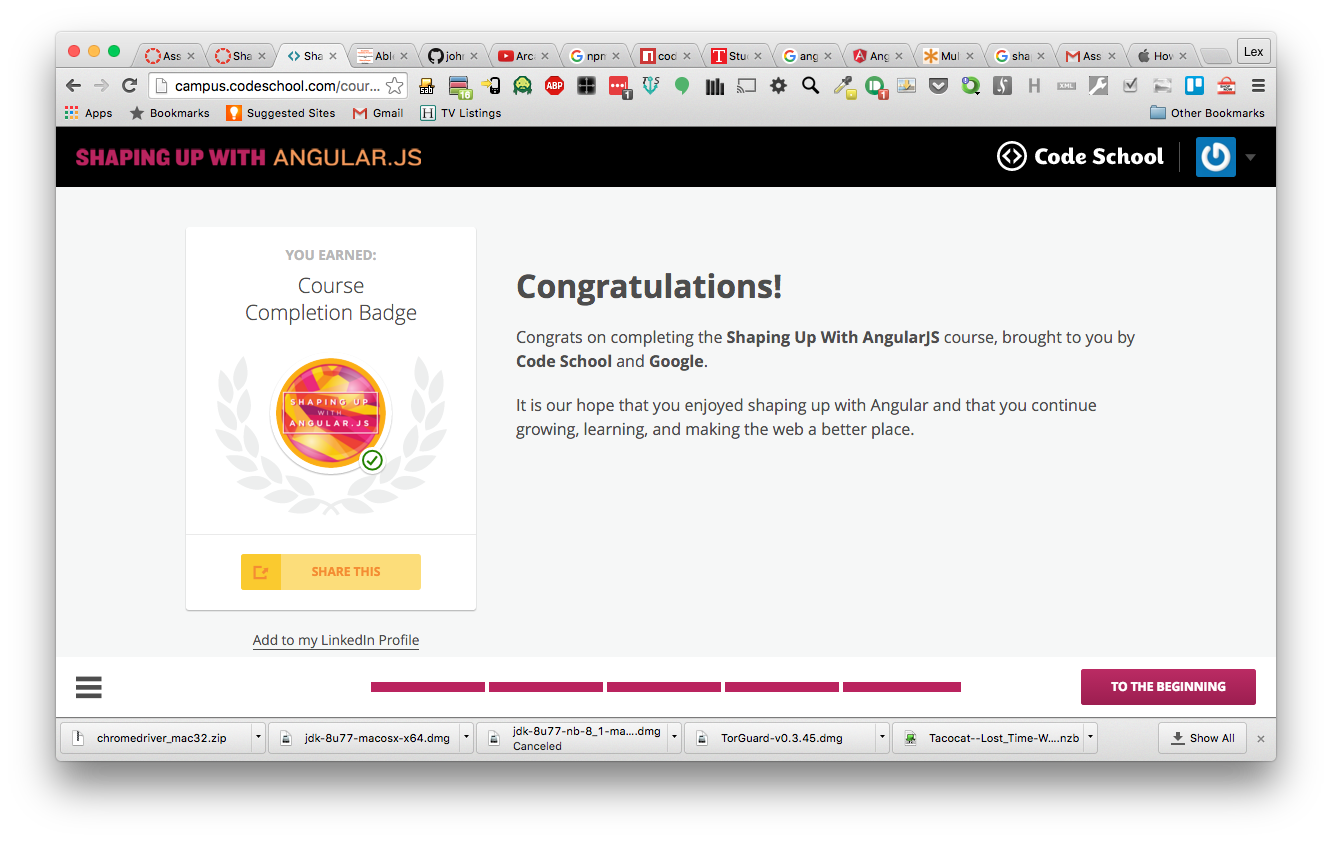 Ass
Sha
Sha
Able
john
Arc
npn
cod
Stu
ang
Ang
Mul
sha
Ass
How
Lex
campus.codeschool.com/cour...
ABP
16
1
XML
1
Apps
Bookmarks
Suggested Sites
Gmail
H
TV Listings
Other Bookmarks
SHAPING UP WITH ANGULAR.JS
Code School
YOU EARNED:
Course
Completion Badge
SHAPING UP
WITH
ANGULAR.JS
SHARE THIS
Add to my LinkedIn Profile
Congratulations!
Congrats on completing the Shaping Up With AngularJS course, brought to you by
Code School and Google.
It is our hope that you enjoyed shaping up with Angular and that you continue
growing, learning, and making the web a better place.
TO THE BEGINNING
chromedriver_mac32.zip
jdk-8u77-macosx-x64.dmg
jdk-8u77-nb-8_1-ma....dmg
Canceled
TorGuard-v0.3.45.dmg
Tacocat--Lost_Time-W....nzb
Show All